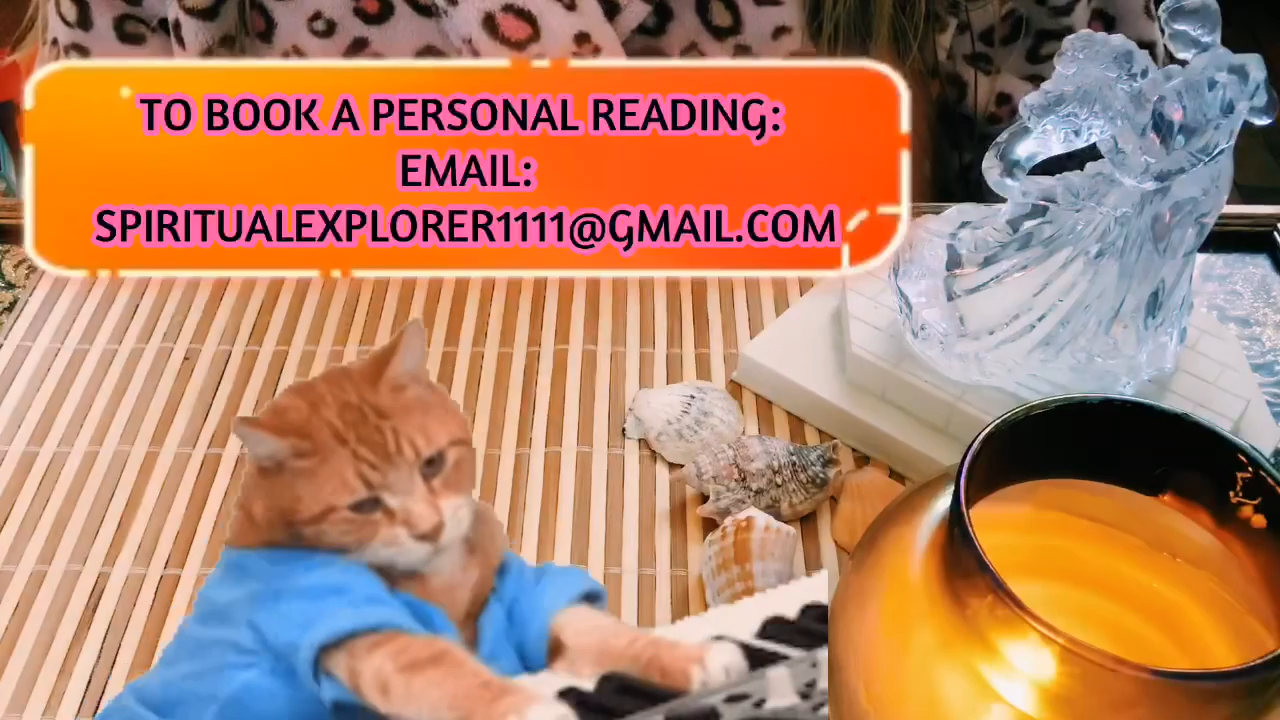 TO BOOK A PERSONAL READING:
EMAIL:
SPIRITUALEXPLORER1111@GMAIL.COM